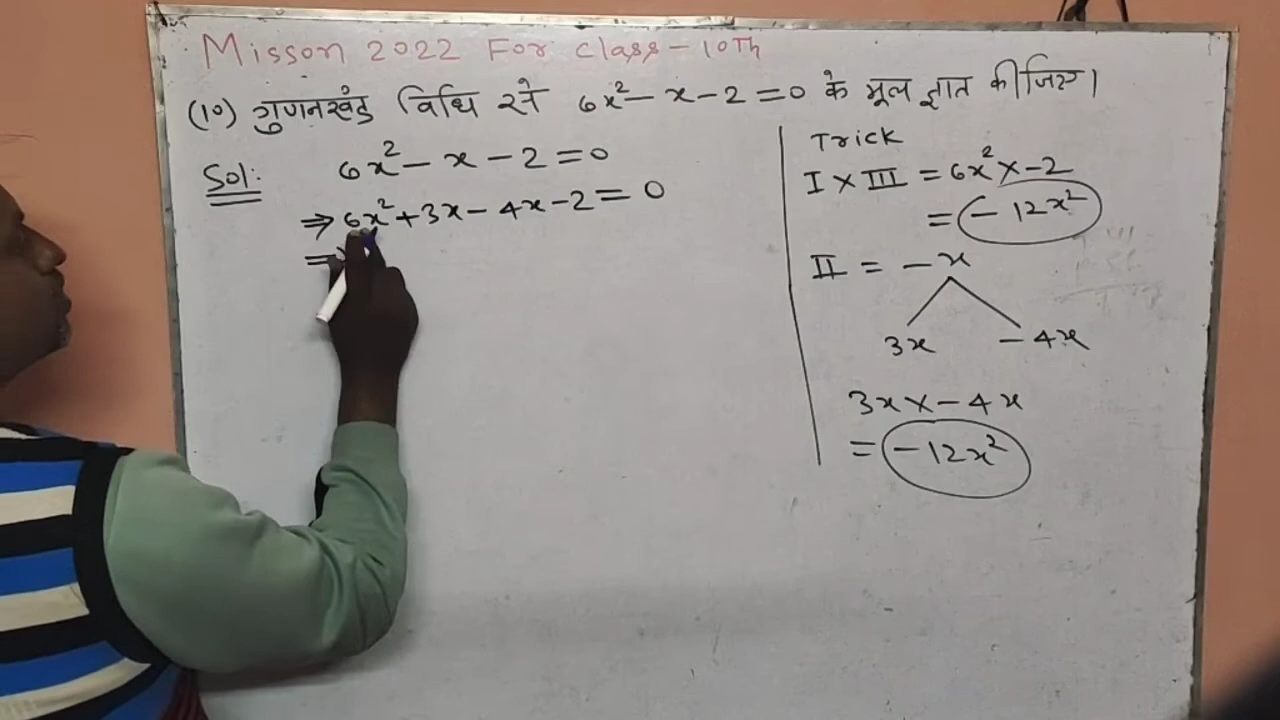 Misson 2022 For Class-10Th
(10) गुणनखंड विधि से 6x²-x-2=0 के मूल ज्ञात कीजिए।
Sol:
6x²-x-2=0
⇒ 6x²+3x-4x-2=0
=
Trick
I×III = 6x²×-2
= -12x²
II = -x
3x -4x
3x×-4x
= -12x²